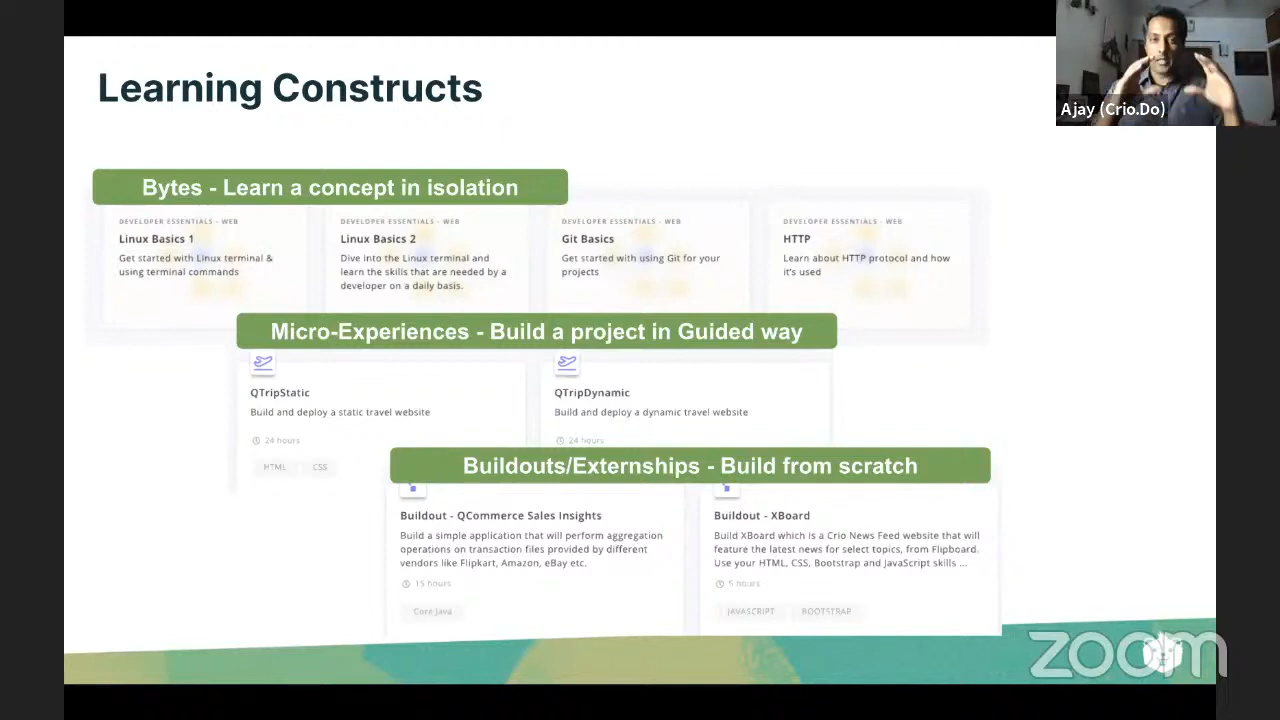 Learning Constructs
Ajay (Crio.Do)
Bytes - Learn a concept in isolation
DEVELOPER ESSENTIALS - WEB
Linux Basics 1
Get started with Linux terminal &
using terminal commands
DEVELOPER ESSENTIALS - WEB
Linux Basics 2
Dive into the Linux terminal and
learn the skills that are needed by a
developer on a daily basis.
DEVELOPER ESSENTIALS - WEB
Git Basics
Get started with using Git for your
projects
DEVELOPER ESSENTIALS - WEB
HTTP
Learn about HTTP protocol and how
it's used
Micro-Experiences - Build a project in Guided way
QTripStatic
Build and deploy a static travel website
24 hours
HTML
CSS
QTripDynamic
Build and deploy a dynamic travel website
24 hours
Buildouts/Externships - Build from scratch
Buildout - QCommerce Sales Insights
Build a simple application that will perform aggregation
operations on transaction files provided by different
vendors like Flipkart, Amazon, eBay etc.
15 hours
Core Java
Buildout - XBoard
Build XBoard which is a Crio News Feed website that will
feature the latest news for select topics, from Flipboard.
Use your HTML, CSS, Bootstrap and JavaScript skills ...
5 hours
JAVASCRIPT
BOOTSTRAP
zoom